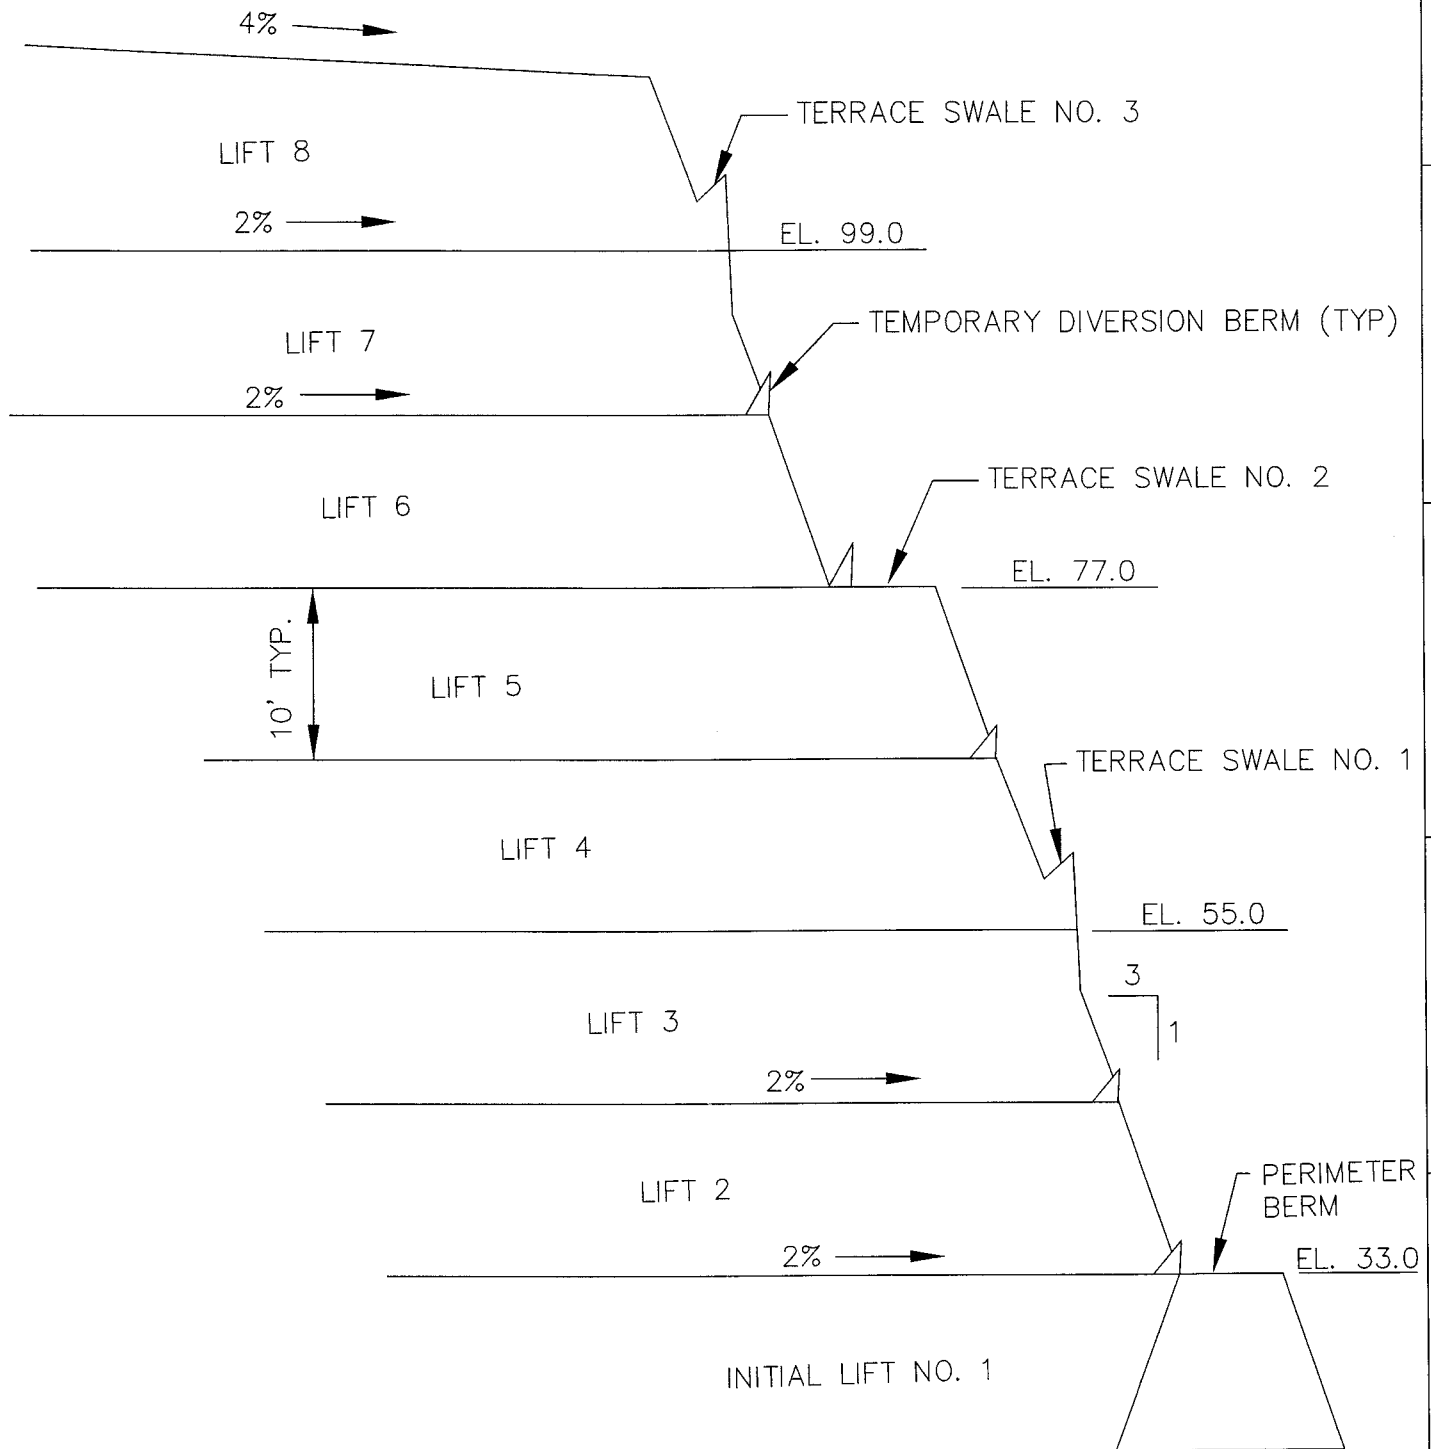 4%
TERRACE SWALE NO. 3
LIFT 8
2%
EL. 99.0
TEMPORARY DIVERSION BERM (TYP)
LIFT 7
2%
TERRACE SWALE NO. 2
LIFT 6
EL. 77.0
10' TYP.
LIFT 5
TERRACE SWALE NO. 1
LIFT 4
EL. 55.0
3
1
LIFT 3
2%
PERIMETER
BERM
LIFT 2
2%
EL. 33.0
INITIAL LIFT NO. 1